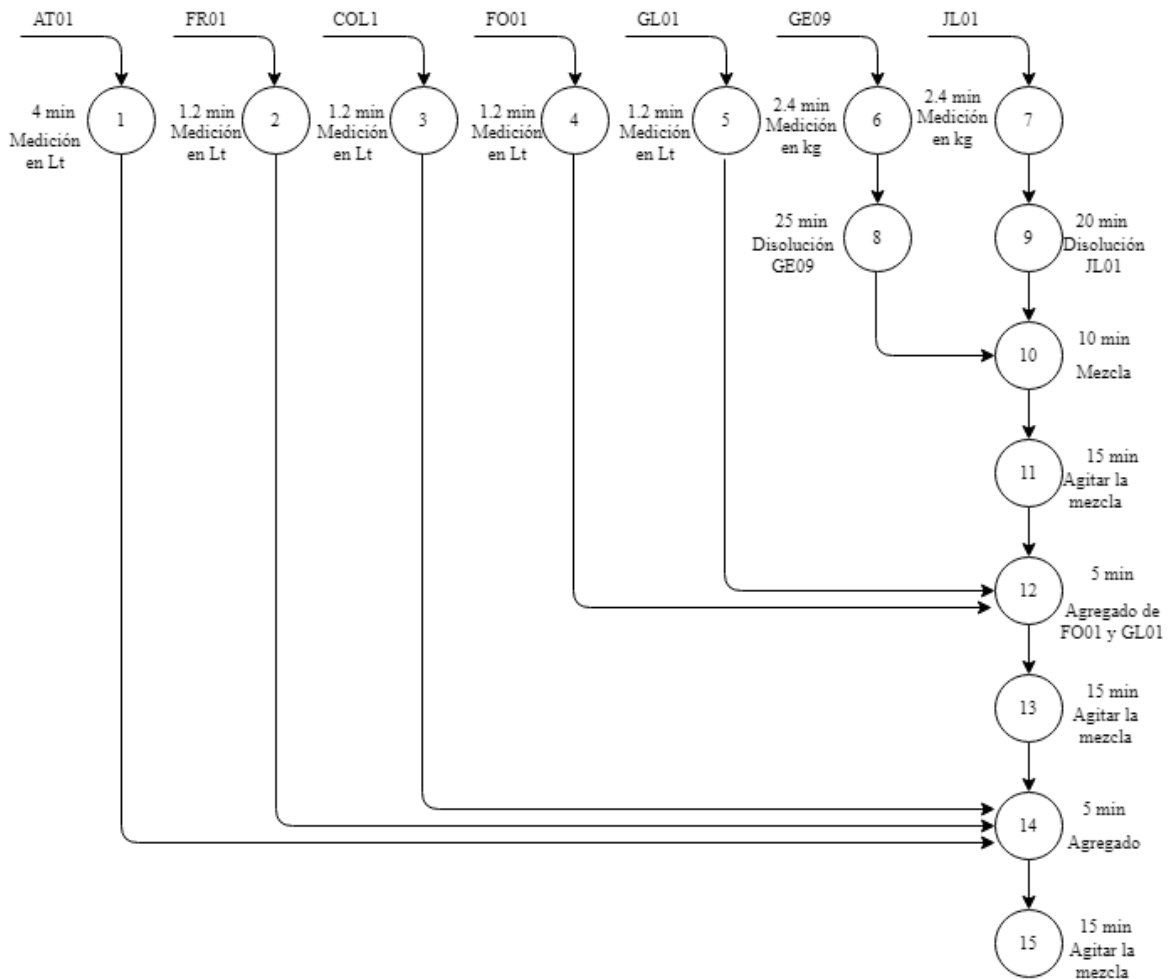 AT01
FR01
COL1
FO01
GL01
GE09
JL01
4 min
Medición
en Lt
1
1.2 min
Medición
en Lt
2
1.2 min
Medición
en Lt
3
1.2 min
Medición
en Lt
4
1.2 min
Medición
en Lt
5
2.4 min
Medición
en kg
6
2.4 min
Medición
en kg
7
25 min
Disolución
GE09
8
9
20 min
Disolución
JL01
10
10 min
Mezcla
11
15 min
Agitar la
mezcla
12
5 min
Agregado de
FO01 y GL01
13
15 min
Agitar la
mezcla
14
5 min
Agregado
15
15 min
Agitar la
mezcla